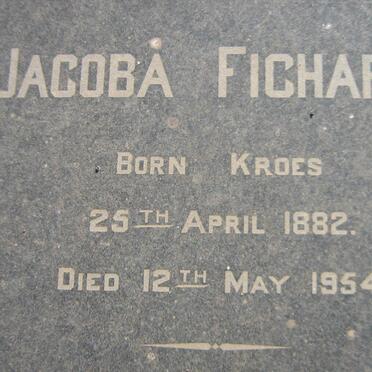 JACOBA FICHAR
BORN KROES
25TH APRIL 1882.
DIED 12TH MAY 1954